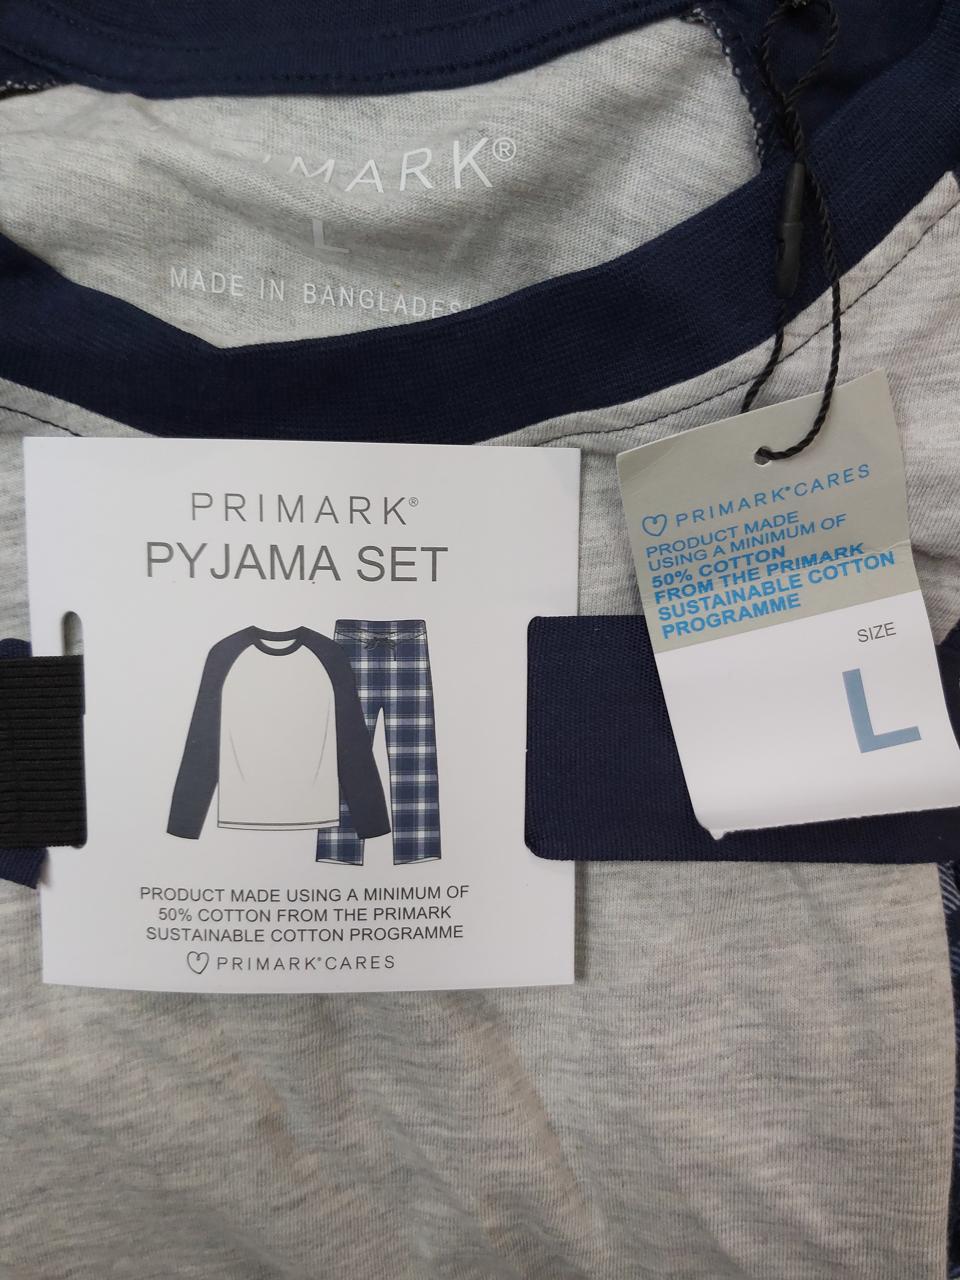 MARK®
L
MADE IN
PRIMARK®
PYJAMA SET
PRODUCT MADE USING A MINIMUM OF
50% COTTON FROM THE PRIMARK
SUSTAINABLE COTTON PROGRAMME
PRIMARK®CARES
PRIMARK®CARES
PRODUCT MADE
USING A MINIMUM OF
50% COTTON
FROM THE PRIMARK
SUSTAINABLE COTTON
PROGRAMME
SIZE
L